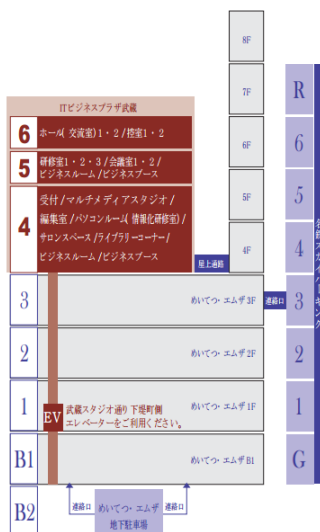 ITビジネスプラザ武蔵
6 ホール(交流室)1・2/控室1・2
5 研修室1・2・3/会議室1・2/
ビジネスルーム/ビジネスブース
4 受付/マルチメディアスタジオ/
編集室/パソコンルーム(情報化研修室)/
サロンスペース/ライブラリーコーナー/
ビジネスルーム/ビジネスブース
8F
7F
6F
5F
4F
屋上通路
3 めいてつ・エムザ3F
連絡口
2 めいてつ・エムザ2F
1 めいてつ・エムザ1F
EV 武蔵スタジオ通り 下堤町側
エレベーターをご利用ください。
B1 めいてつ・エムザB1
B2
連絡口
めいてつ・エムザ
地下駐車場
連絡口
R
6
5
4
3
2
1
G
名鉄スカイパーキング